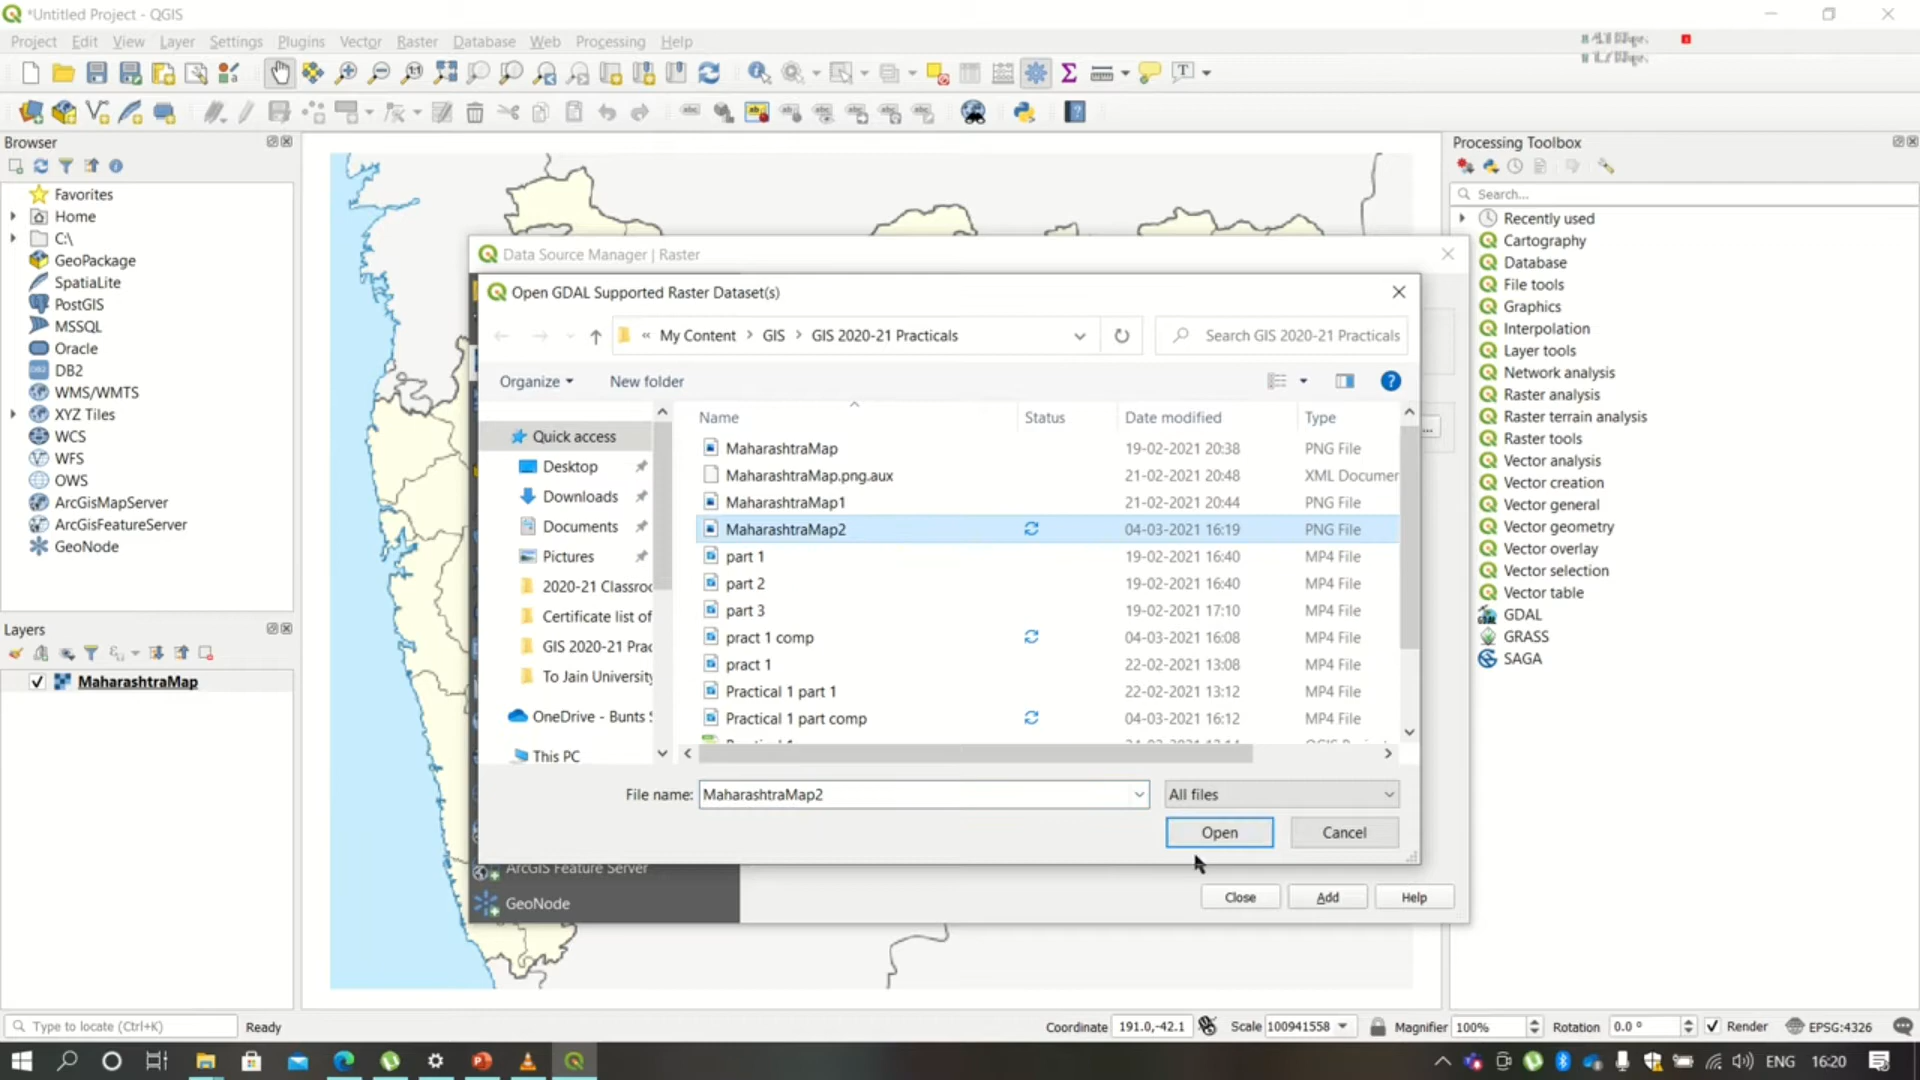 *Untitled Project - QGIS
Project Edit View Layer Settings Plugins Vector Raster Database Web Processing Help
Browser
Favorites
Home
C:\
GeoPackage
SpatiaLite
PostGIS
MSSQL
Oracle
DB2
WMS/WMTS
XYZ Tiles
WCS
WFS
OWS
ArcGisMapServer
ArcGisFeatureServer
GeoNode
Layers
MaharashtraMap
Data Source Manager | Raster
Open GDAL Supported Raster Dataset(s)
« My Content > GIS > GIS 2020-21 Practicals
Search GIS 2020-21 Practicals
Organize New folder
Quick access
Desktop
Downloads
Documents
Pictures
2020-21 Classroo
Certificate list of
GIS 2020-21 Prac
To Jain University
OneDrive - Bunts S
This PC
Name Status Date modified Type
MaharashtraMap 19-02-2021 20:38 PNG File
MaharashtraMap.png.aux 21-02-2021 20:48 XML Documer
MaharashtraMap1 21-02-2021 20:44 PNG File
MaharashtraMap2 04-03-2021 16:19 PNG File
part 1 19-02-2021 16:40 MP4 File
part 2 19-02-2021 16:40 MP4 File
part 3 19-02-2021 17:10 MP4 File
pract 1 comp 04-03-2021 16:08 MP4 File
pract 1 22-02-2021 13:08 MP4 File
Practical 1 part 1 22-02-2021 13:12 MP4 File
Practical 1 part comp 04-03-2021 16:12 MP4 File
File name: MaharashtraMap2 All files
Open Cancel
ArcGIS Feature Server
GeoNode
Close Add Help
Processing Toolbox
Search...
Recently used
Cartography
Database
File tools
Graphics
Interpolation
Layer tools
Network analysis
Raster analysis
Raster terrain analysis
Raster tools
Vector analysis
Vector creation
Vector general
Vector geometry
Vector overlay
Vector selection
Vector table
GDAL
GRASS
SAGA
Type to locate (Ctrl+K) Ready Coordinate 191.0,-42.1 Scale 100941558 Magnifier 100% Rotation 0.0 ° Render EPSG:4326
ENG 16:20